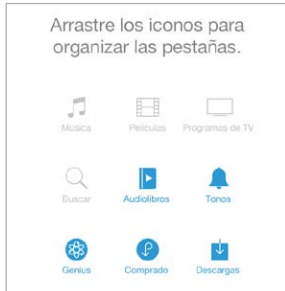 Arrastre los iconos para
organizar las pestañas.
Música
Películas
Programas de TV
Buscar
Audiolibros
Tonos
Genius
Comprado
Descargas